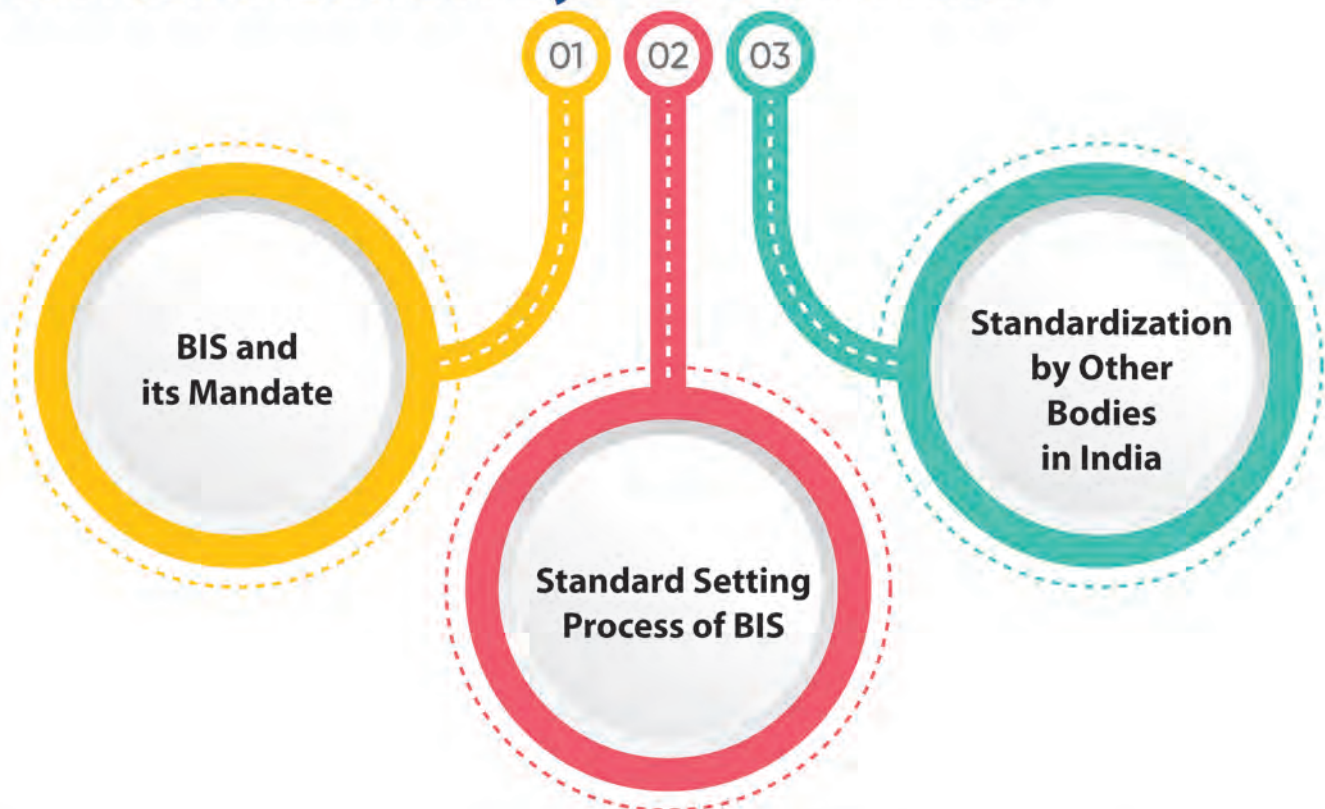 01
02
03
BIS and
its Mandate
Standard Setting
Process of BIS
Standardization
by Other
Bodies
in India